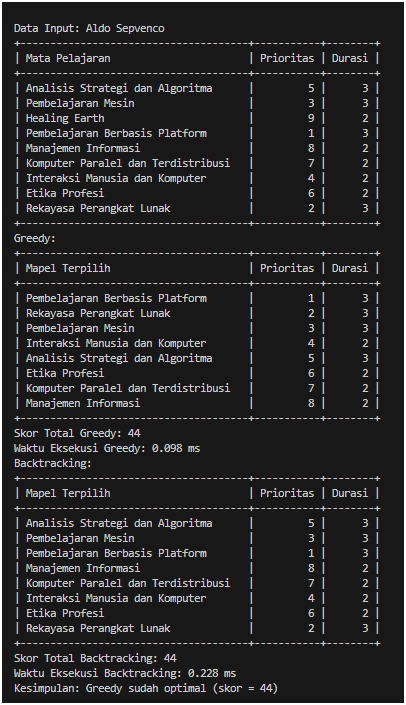 Data Input: Aldo Sepvenco
+----------------------------------+-----------+--------+
| Mata Pelajaran | Prioritas | Durasi |
+----------------------------------+-----------+--------+
| Analisis Strategi dan Algoritma | 5 | 3 |
| Pembelajaran Mesin | 3 | 3 |
| Healing Earth | 9 | 2 |
| Pembelajaran Berbasis Platform | 1 | 3 |
| Manajemen Informasi | 8 | 2 |
| Komputer Paralel dan Terdistribusi | 7 | 2 |
| Interaksi Manusia dan Komputer | 4 | 2 |
| Etika Profesi | 6 | 2 |
| Rekayasa Perangkat Lunak | 2 | 3 |
+----------------------------------+-----------+--------+
Greedy:
+----------------------------------+-----------+--------+
| Mapel Terpilih | Prioritas | Durasi |
+----------------------------------+-----------+--------+
| Pembelajaran Berbasis Platform | 1 | 3 |
| Rekayasa Perangkat Lunak | 2 | 3 |
| Pembelajaran Mesin | 3 | 3 |
| Interaksi Manusia dan Komputer | 4 | 2 |
| Analisis Strategi dan Algoritma | 5 | 3 |
| Etika Profesi | 6 | 2 |
| Komputer Paralel dan Terdistribusi | 7 | 2 |
| Manajemen Informasi | 8 | 2 |
+----------------------------------+-----------+--------+
Skor Total Greedy: 44
Waktu Eksekusi Greedy: 0.098 ms
Backtracking:
+----------------------------------+-----------+--------+
| Mapel Terpilih | Prioritas | Durasi |
+----------------------------------+-----------+--------+
| Analisis Strategi dan Algoritma | 5 | 3 |
| Pembelajaran Mesin | 3 | 3 |
| Pembelajaran Berbasis Platform | 1 | 3 |
| Manajemen Informasi | 8 | 2 |
| Komputer Paralel dan Terdistribusi | 7 | 2 |
| Interaksi Manusia dan Komputer | 4 | 2 |
| Etika Profesi | 6 | 2 |
| Rekayasa Perangkat Lunak | 2 | 3 |
+----------------------------------+-----------+--------+
Skor Total Backtracking: 44
Waktu Eksekusi Backtracking: 0.228 ms
Kesimpulan: Greedy sudah optimal (skor = 44)